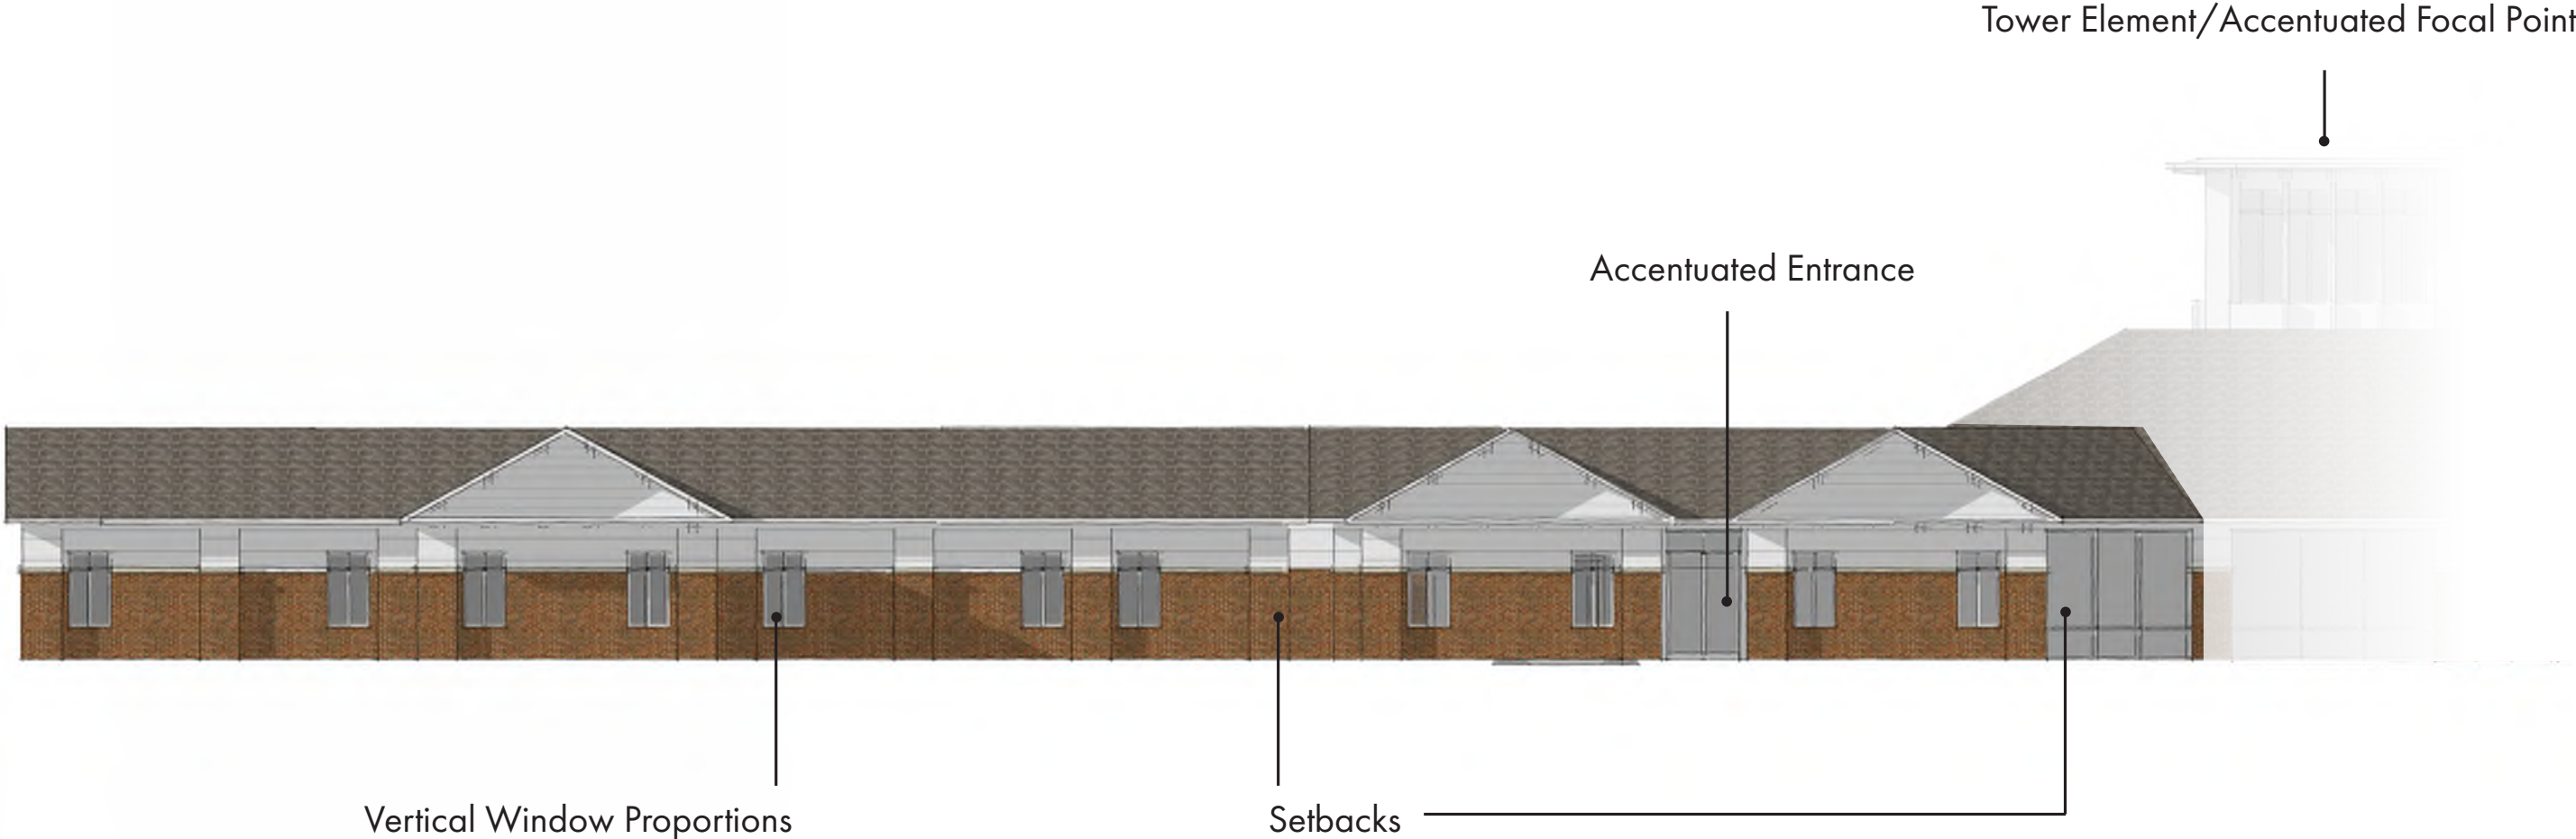 Tower Element/Accentuated Focal Point
Accentuated Entrance
Vertical Window Proportions
Setbacks